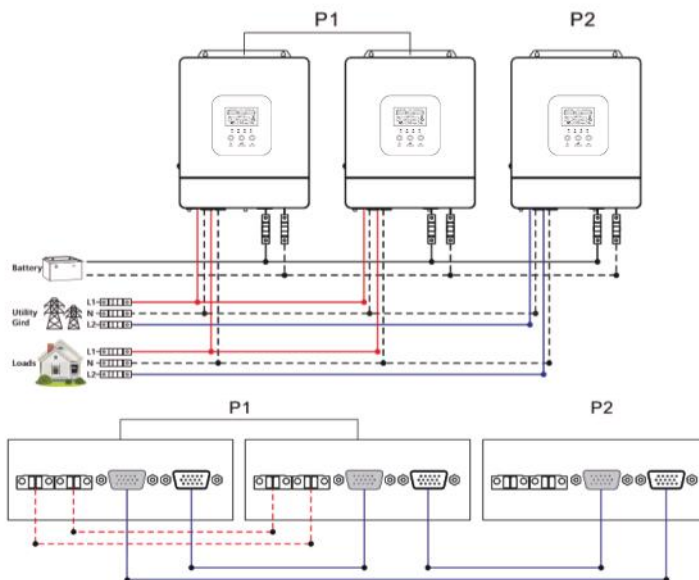 P1 P2
Battery
L1
Utility N
Gird L2
L1
Loads N
L2
P1 P2